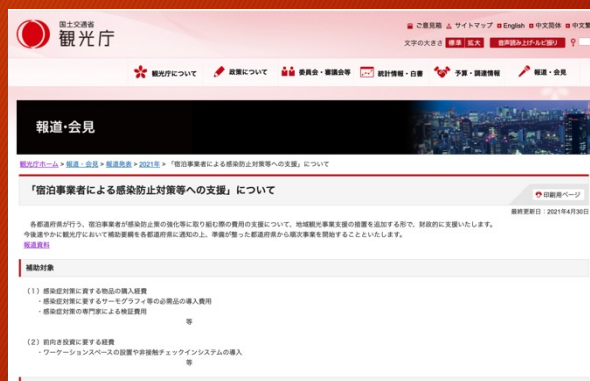 ご意見箱 サイトマップ English 中文简体 中文繁
国土交通省
観光庁
文字の大きさ 標準 拡大 音声読み上げ・ルビ振り
観光庁について 政策について 委員会・審議会等 統計情報・白書 予算・調達情報 報道・会見
報道・会見
観光庁ホーム > 報道・会見 > 報道発表 > 2021年 > 「宿泊事業者による感染防止対策等への支援」について
「宿泊事業者による感染防止対策等への支援」について
印刷用ページ
最終更新日：2021年4月30日
各都道府県が行う、宿泊事業者が感染防止策の強化等に取り組む際の費用の支援について、地域観光事業支援の措置を追加する形で、財政的に支援いたします。
今後速やかに観光庁において補助要綱を各都道府県に通知の上、準備が整った都道府県から順次事業を開始することといたします。
報道資料
補助対象
（1）感染症対策に資する物品の購入経費
・感染症対策に要するサーモグラフィ等の必需品の導入費用
・感染症対策の専門家による検証費用
等
（2）前向き投資に要する経費
・ワーケーションスペースの設置や非接触チェックインシステムの導入
等